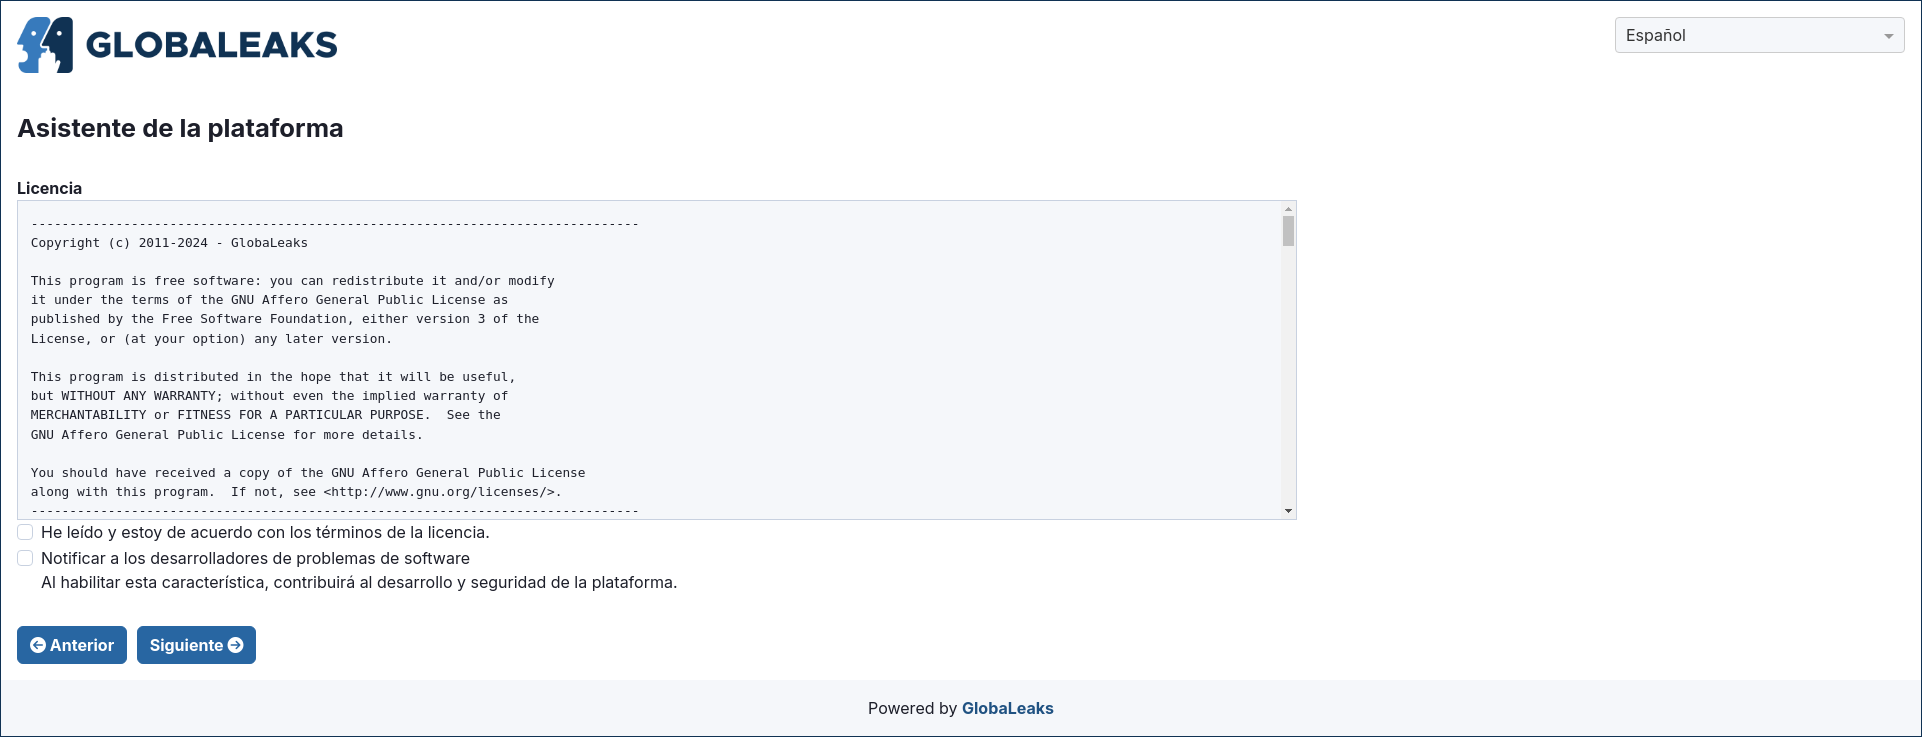 GLOBALEAKS
Español
Asistente de la plataforma
Licencia
-------------------------------------------------------------------------------
Copyright (c) 2011-2024 - GlobaLeaks
This program is free software: you can redistribute it and/or modify
it under the terms of the GNU Affero General Public License as
published by the Free Software Foundation, either version 3 of the
License, or (at your option) any later version.
This program is distributed in the hope that it will be useful,
but WITHOUT ANY WARRANTY; without even the implied warranty of
MERCHANTABILITY or FITNESS FOR A PARTICULAR PURPOSE.  See the
GNU Affero General Public License for more details.
You should have received a copy of the GNU Affero General Public License
along with this program.  If not, see <http://www.gnu.org/licenses/>.
-------------------------------------------------------------------------------
He leído y estoy de acuerdo con los términos de la licencia.
Notificar a los desarrolladores de problemas de software
Al habilitar esta característica, contribuirá al desarrollo y seguridad de la plataforma.
Anterior Siguiente
Powered by GlobaLeaks